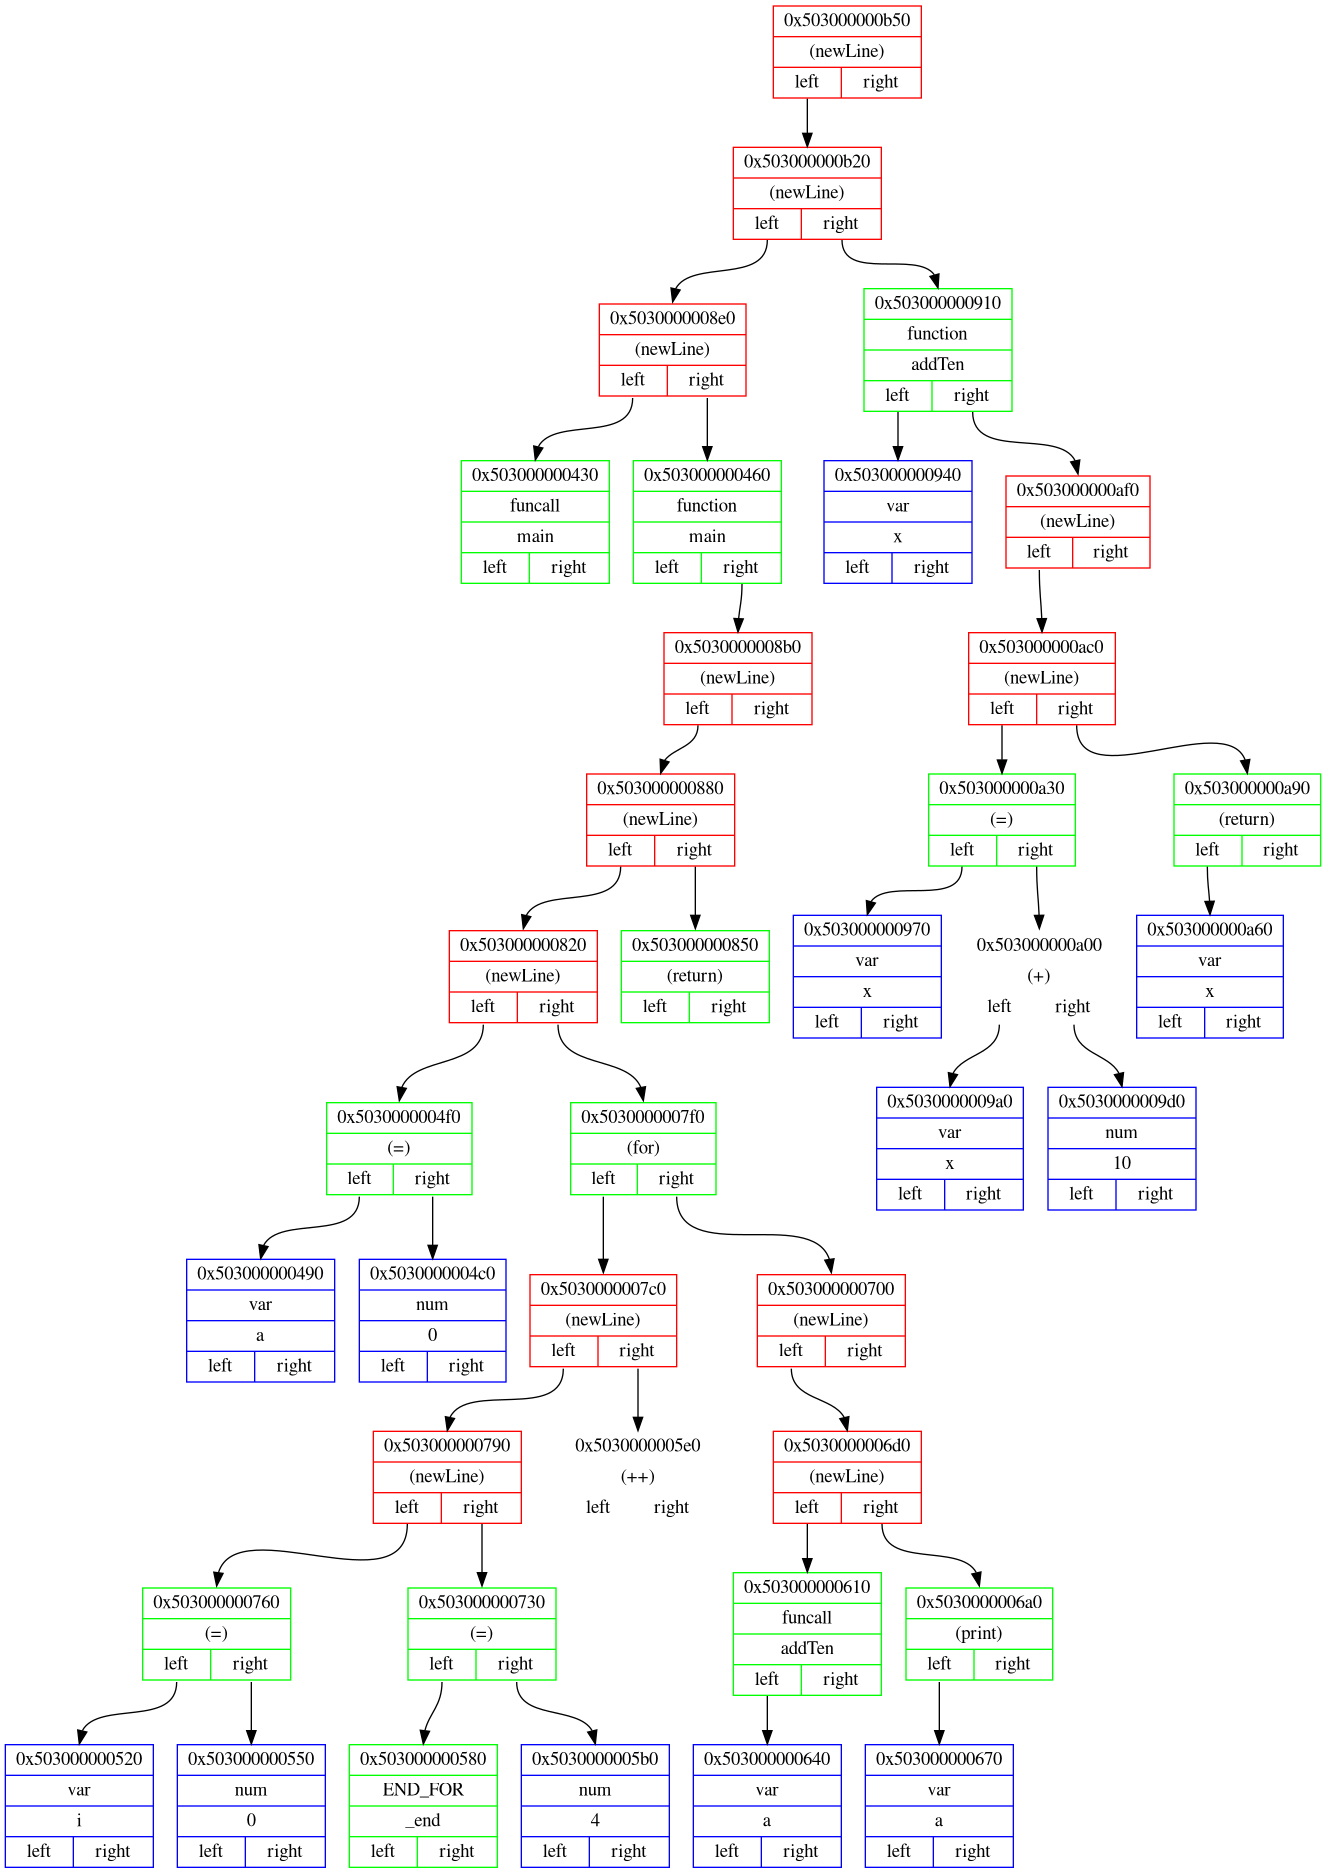 0x503000000b50
(newLine)
left right
0x503000000b20
(newLine)
left right
0x5030000008e0
(newLine)
left right
0x503000000910
function
addTen
left right
0x503000000430
funcall
main
left right
0x503000000460
function
main
left right
0x503000000940
var
x
left right
0x503000000af0
(newLine)
left right
0x5030000008b0
(newLine)
left right
0x503000000ac0
(newLine)
left right
0x503000000880
(newLine)
left right
0x503000000a30
(=)
left right
0x503000000a90
(return)
left right
0x503000000820
(newLine)
left right
0x503000000850
(return)
left right
0x503000000970
var
x
left right
0x503000000a00
(+)
left right
0x503000000a60
var
x
left right
0x5030000004f0
(=)
left right
0x5030000007f0
(for)
left right
0x5030000009a0
var
x
left right
0x5030000009d0
num
10
left right
0x503000000490
var
a
left right
0x5030000004c0
num
0
left right
0x5030000007c0
(newLine)
left right
0x503000000700
(newLine)
left right
0x503000000790
(newLine)
left right
0x5030000005e0
(++)
left right
0x5030000006d0
(newLine)
left right
0x503000000760
(=)
left right
0x503000000730
(=)
left right
0x503000000610
funcall
addTen
left right
0x5030000006a0
(print)
left right
0x503000000520
var
i
left right
0x503000000550
num
0
left right
0x503000000580
END_FOR
_end
left right
0x5030000005b0
num
4
left right
0x503000000640
var
a
left right
0x503000000670
var
a
left right